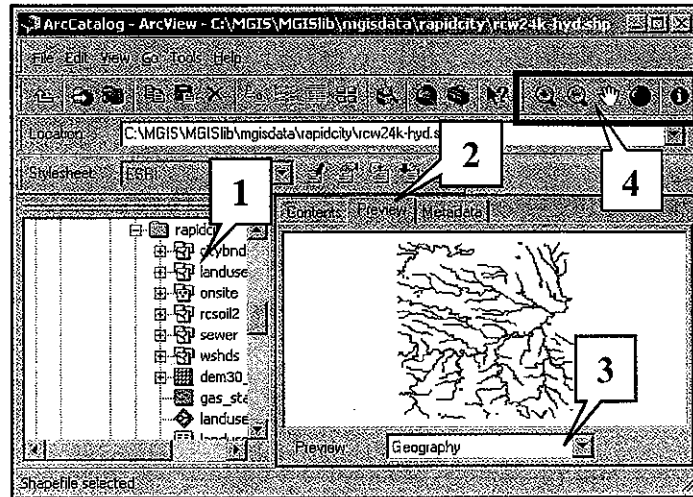 ArcCatalog - ArcView - C:\MGIS\MGISlib\mgisdata\rapidcity\rcw24k-hyd.shp
File Edit View Go Tools Help
Location: C:\MGIS\MGISlib\mgisdata\rapidcity\rcw24k-hyd.s
4
Stylesheet: ESRI
2
1
Contents Preview Metadata
rapidc
citybnd
landuse
onsite
rcsoil2
sewer
wshds
dem30_
gas_sta
landuse
landuse
3
Preview: Geography
Shapefile selected